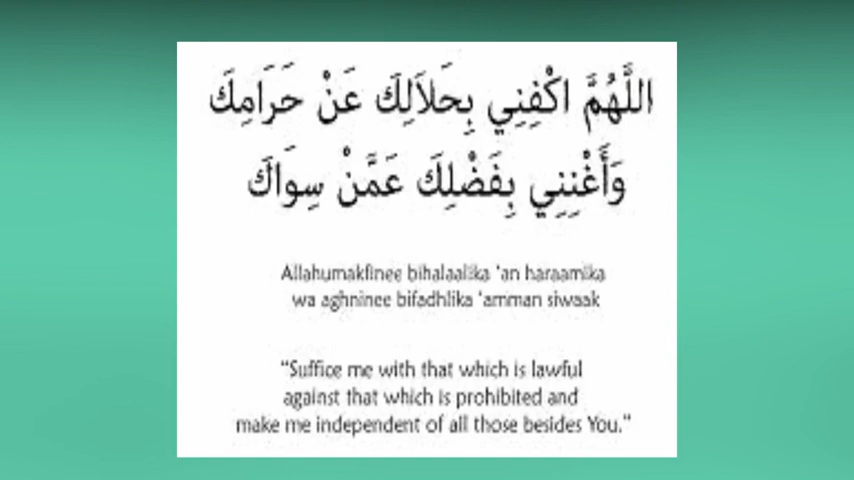 اللَّهُمَّ اكْفِنِي بِحَلاَلِكَ عَنْ حَرَامِكَ
وَأَغْنِنِي بِفَضْلِكَ عَمَّنْ سِوَاكَ
Allahumakfinee bihalaalika ‘an haraamika
wa aghninee bifadhlika ‘amman siwaak
“Suffice me with that which is lawful
against that which is prohibited and
make me independent of all those besides You.”